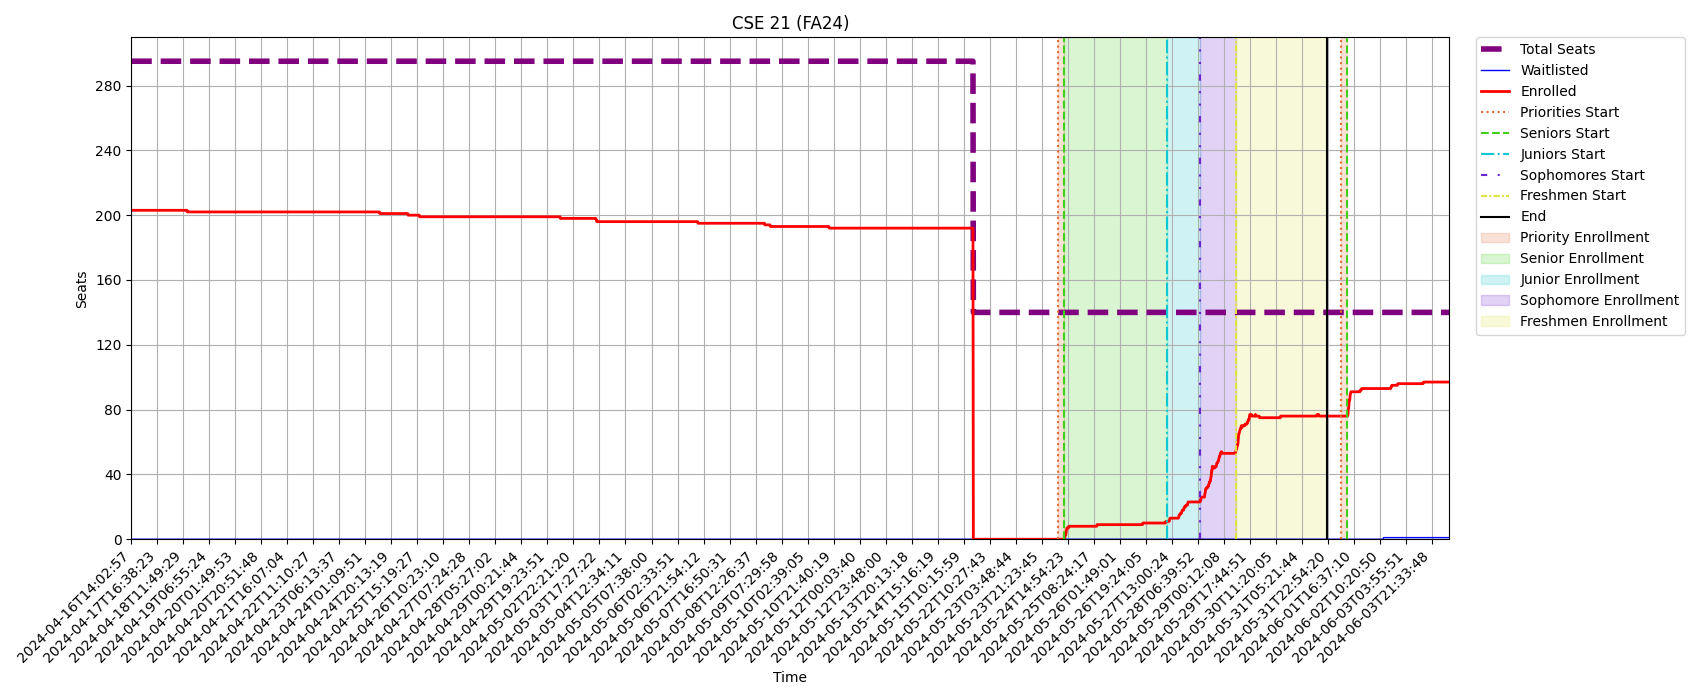 CSE 21 (FA24)
Total Seats
Waitlisted
Enrolled
Priorities Start
Seniors Start
Juniors Start
Sophomores Start
Freshmen Start
End
Priority Enrollment
Senior Enrollment
Junior Enrollment
Sophomore Enrollment
Freshmen Enrollment
Seats
280
240
200
160
120
80
40
0
2024-04-16T14:02:57
2024-04-17T16:38:23
2024-04-18T11:49:29
2024-04-19T06:55:24
2024-04-20T01:49:53
2024-04-20T20:51:48
2024-04-21T16:07:04
2024-04-22T11:10:27
2024-04-23T06:13:37
2024-04-24T01:09:51
2024-04-24T20:13:19
2024-04-25T15:19:27
2024-04-26T10:23:10
2024-04-27T07:24:28
2024-04-28T05:27:02
2024-04-29T00:21:44
2024-04-29T19:23:51
2024-05-02T22:21:20
2024-05-03T17:27:22
2024-05-04T12:34:11
2024-05-05T07:38:00
2024-05-06T02:33:51
2024-05-06T21:54:12
2024-05-07T16:50:31
2024-05-08T12:26:37
2024-05-09T07:29:58
2024-05-10T02:39:05
2024-05-10T21:40:19
2024-05-12T00:03:40
2024-05-12T23:48:00
2024-05-13T20:13:18
2024-05-14T15:16:19
2024-05-15T10:15:59
2024-05-22T10:27:43
2024-05-23T03:48:44
2024-05-23T21:23:45
2024-05-24T14:54:23
2024-05-25T08:24:17
2024-05-26T01:49:01
2024-05-26T19:24:05
2024-05-27T13:00:24
2024-05-28T06:39:52
2024-05-29T00:12:08
2024-05-29T17:44:51
2024-05-30T11:20:05
2024-05-31T05:21:44
2024-05-31T22:54:20
2024-06-01T16:37:10
2024-06-02T10:20:50
2024-06-03T03:55:51
2024-06-03T21:33:48
Time